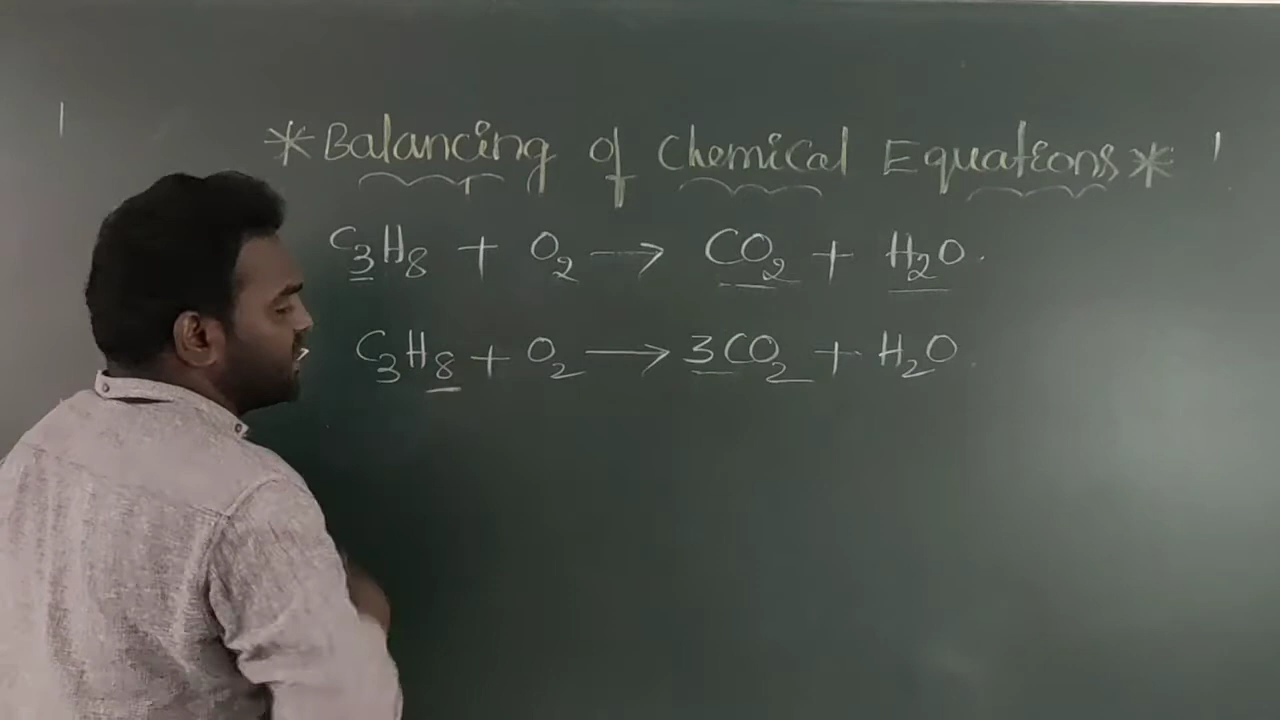 *Balancing of Chemical Equations*
C₃H₈ + O₂ → CO₂ + H₂O.
→ C₃H₈ + O₂ → 3CO₂ + H₂O.